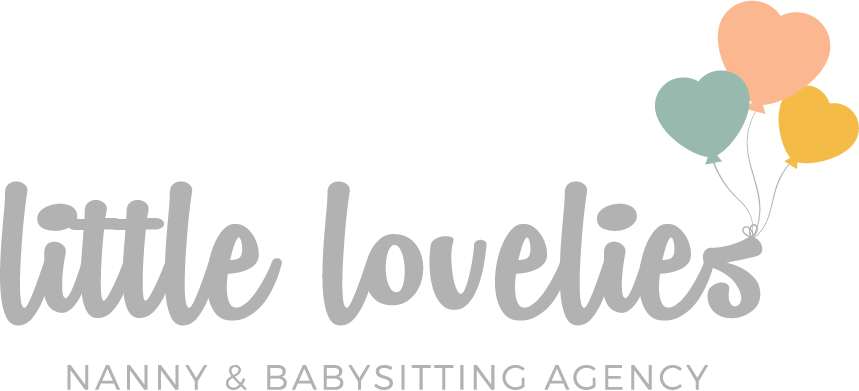 little lovelies
NANNY & BABYSITTING AGENCY